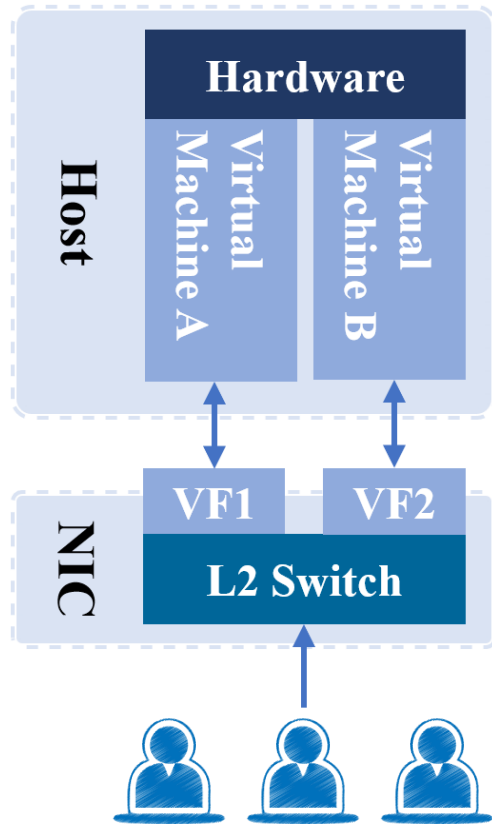 Hardware
Host
Virtual
Machine A
Virtual
Machine B
VF1
VF2
NIC
L2 Switch